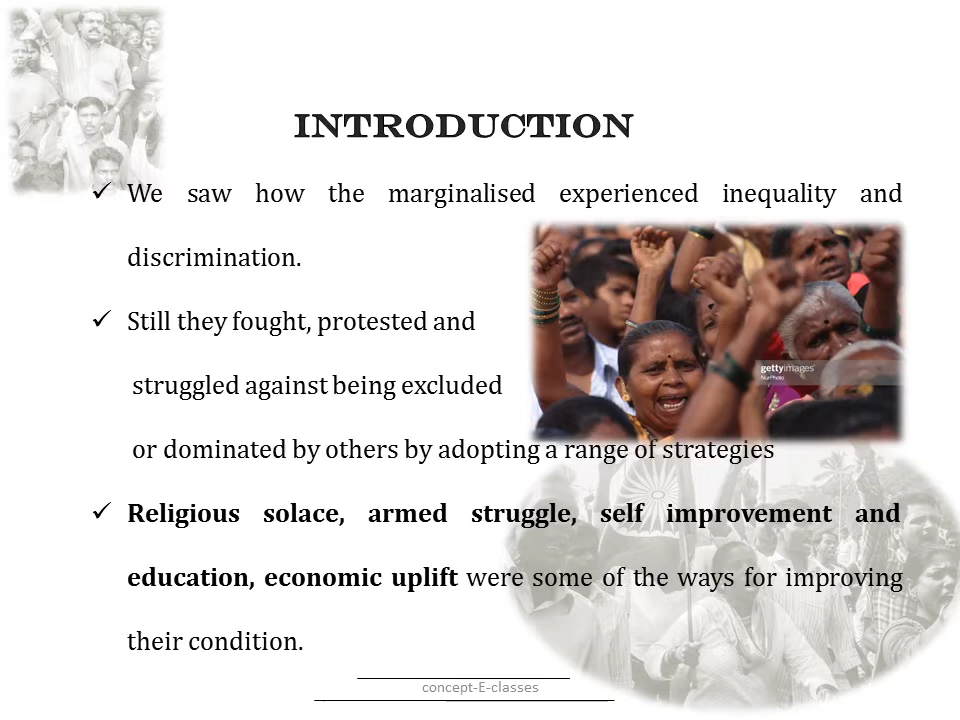 INTRODUCTION
✓ We saw how the marginalised experienced inequality and
discrimination.
✓ Still they fought, protested and
struggled against being excluded
or dominated by others by adopting a range of strategies
✓ Religious solace, armed struggle, self improvement and
education, economic uplift were some of the ways for improving
their condition.
gettyimages
NurPhoto
concept-E-classes